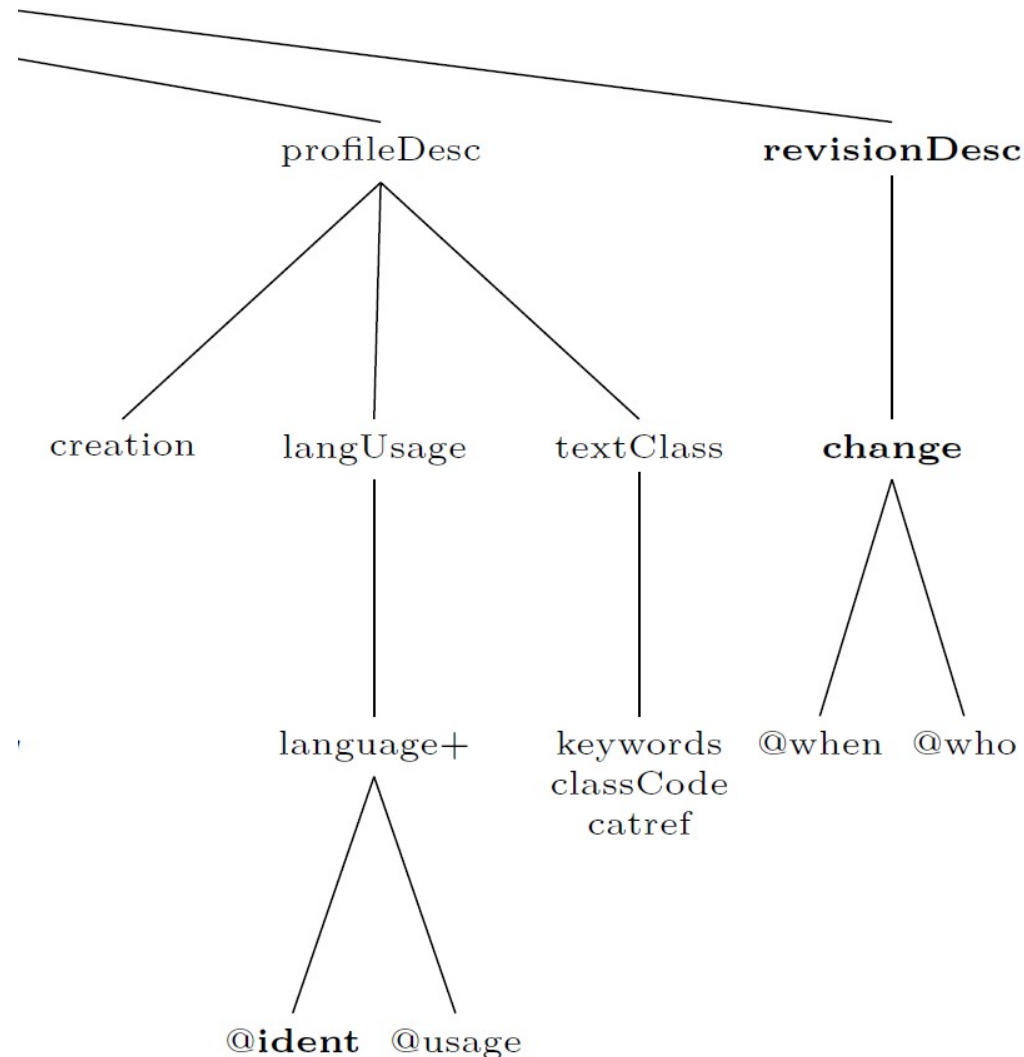 profileDesc revisionDesc
creation langUsage textClass change
language+ keywords @when @who
classCode
catref
@ident @usage